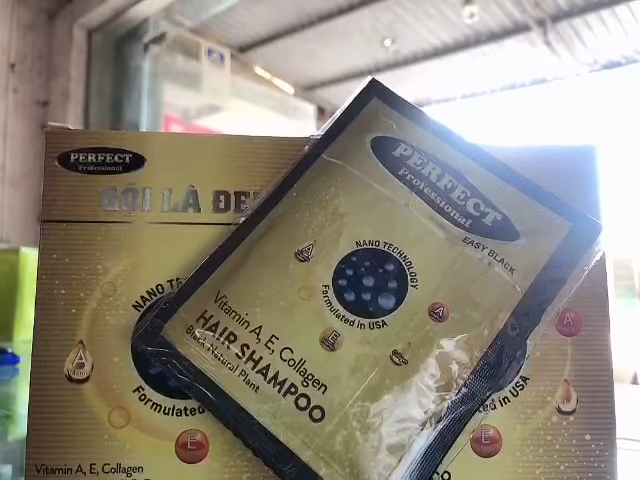 PERFECT
Professional
GỘI LÀ ĐE
NANO TE
A
Vitamin
Formulated
E
Vitamin A, E, Collagen
PERFECT
Professional
EASY BLACK
NANO TECHNOLOGY
Formulated in USA
A
A
E
Vitamin A, E, Collagen
HAIR SHAMPOO
Black Natural Plant
A
ted in USA
E